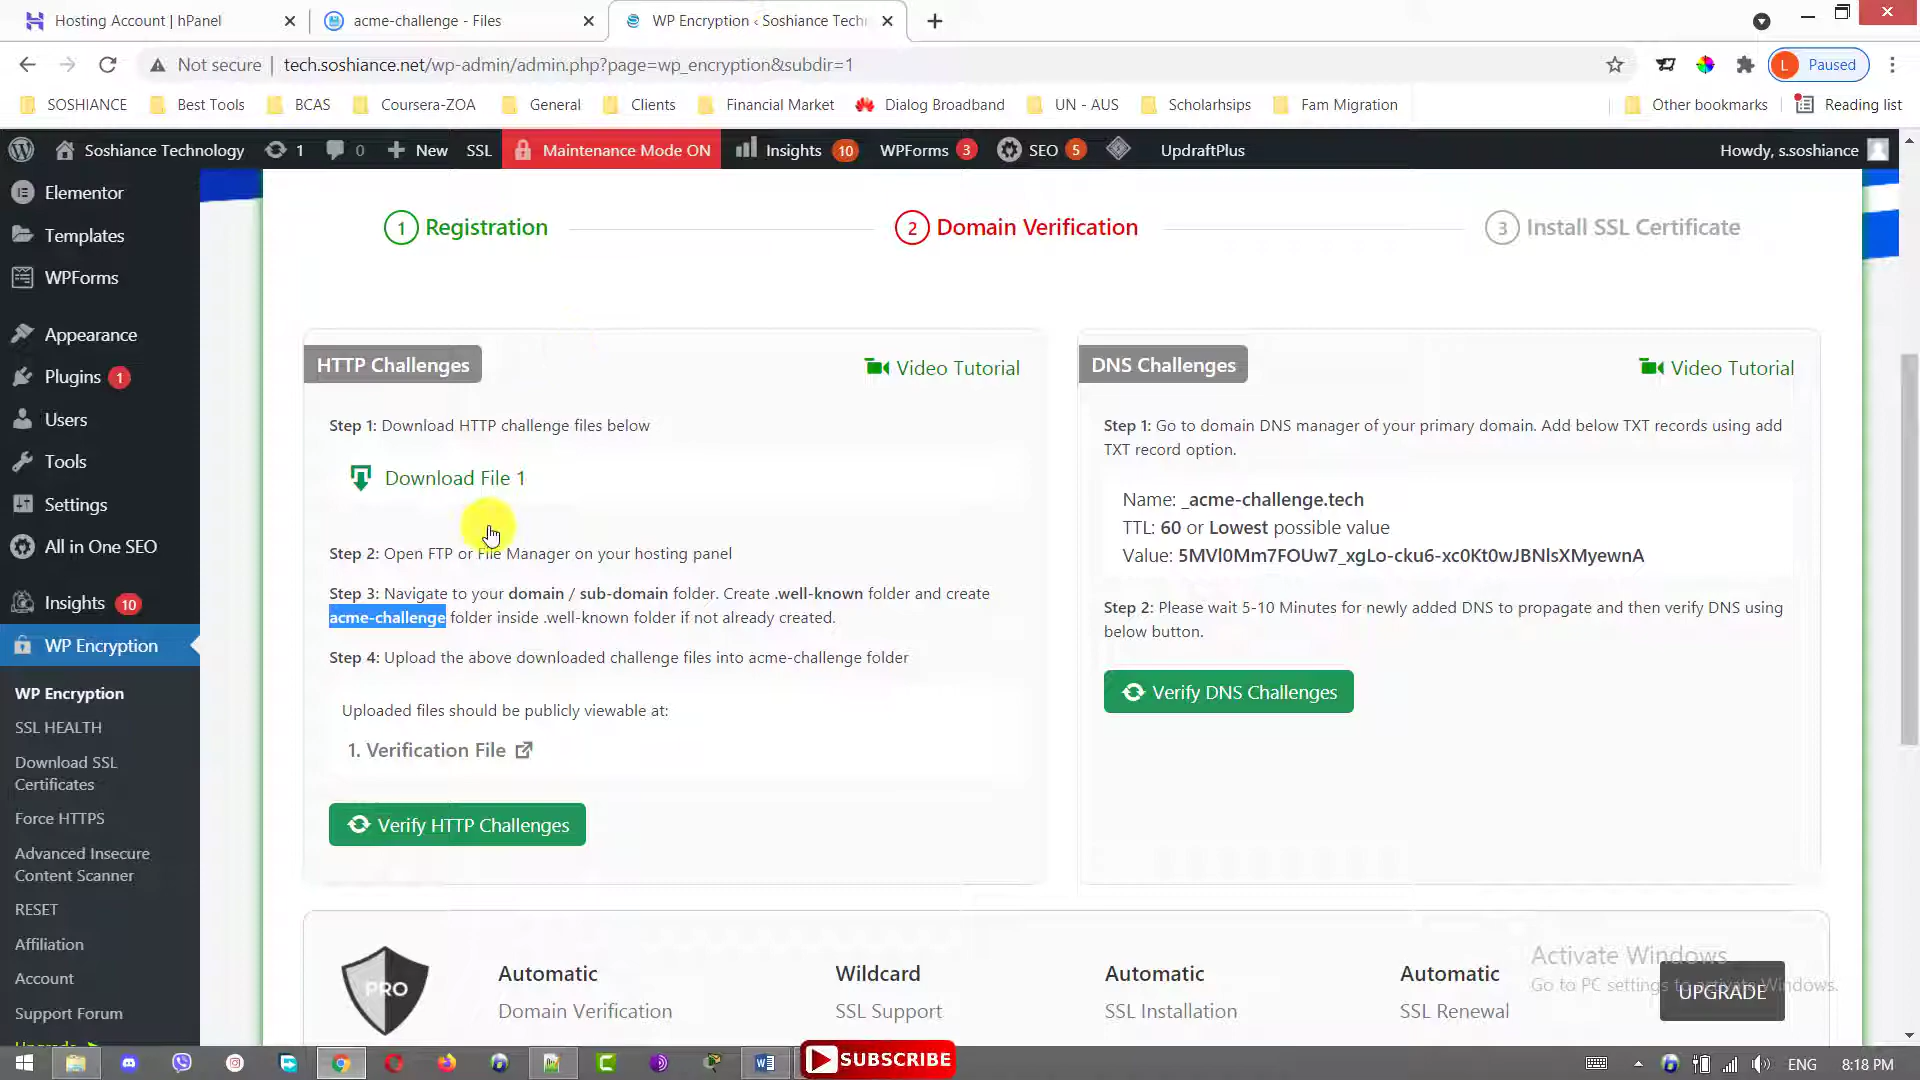 Hosting Account | hPanel
acme-challenge - Files
WP Encryption ‹ Soshiance Techn
Not secure
tech.soshiance.net/wp-admin/admin.php?page=wp_encryption&subdir=1
L Paused
SOSHIANCE
Best Tools
BCAS
Coursera-ZOA
General
Clients
Financial Market
Dialog Broadband
UN - AUS
Scholarhsips
Fam Migration
Other bookmarks
Reading list
Soshiance Technology
1
0
New
SSL
Maintenance Mode ON
Insights 10
WPForms 3
SEO 5
UpdraftPlus
Howdy, s.soshiance
Elementor
Templates
WPForms
Appearance
Plugins 1
Users
Tools
Settings
All in One SEO
Insights 10
WP Encryption
WP Encryption
SSL HEALTH
Download SSL
Certificates
Force HTTPS
Advanced Insecure
Content Scanner
RESET
Affiliation
Account
Support Forum
1 Registration
2 Domain Verification
3 Install SSL Certificate
HTTP Challenges
Video Tutorial
Step 1: Download HTTP challenge files below
Download File 1
Step 2: Open FTP or File Manager on your hosting panel
Step 3: Navigate to your domain / sub-domain folder. Create .well-known folder and create
acme-challenge folder inside .well-known folder if not already created.
Step 4: Upload the above downloaded challenge files into acme-challenge folder
Uploaded files should be publicly viewable at:
1. Verification File
Verify HTTP Challenges
DNS Challenges
Video Tutorial
Step 1: Go to domain DNS manager of your primary domain. Add below TXT records using add
TXT record option.
Name: _acme-challenge.tech
TTL: 60 or Lowest possible value
Value: 5MVl0Mm7FOUw7_xgLo-cku6-xc0Kt0wJBNlsXMyewnA
Step 2: Please wait 5-10 Minutes for newly added DNS to propagate and then verify DNS using
below button.
Verify DNS Challenges
PRO
Automatic
Domain Verification
Wildcard
SSL Support
Automatic
SSL Installation
Automatic
SSL Renewal
UPGRADE
Activate Windows
Go to PC settings to activate Windows.
SUBSCRIBE
ENG
8:18 PM